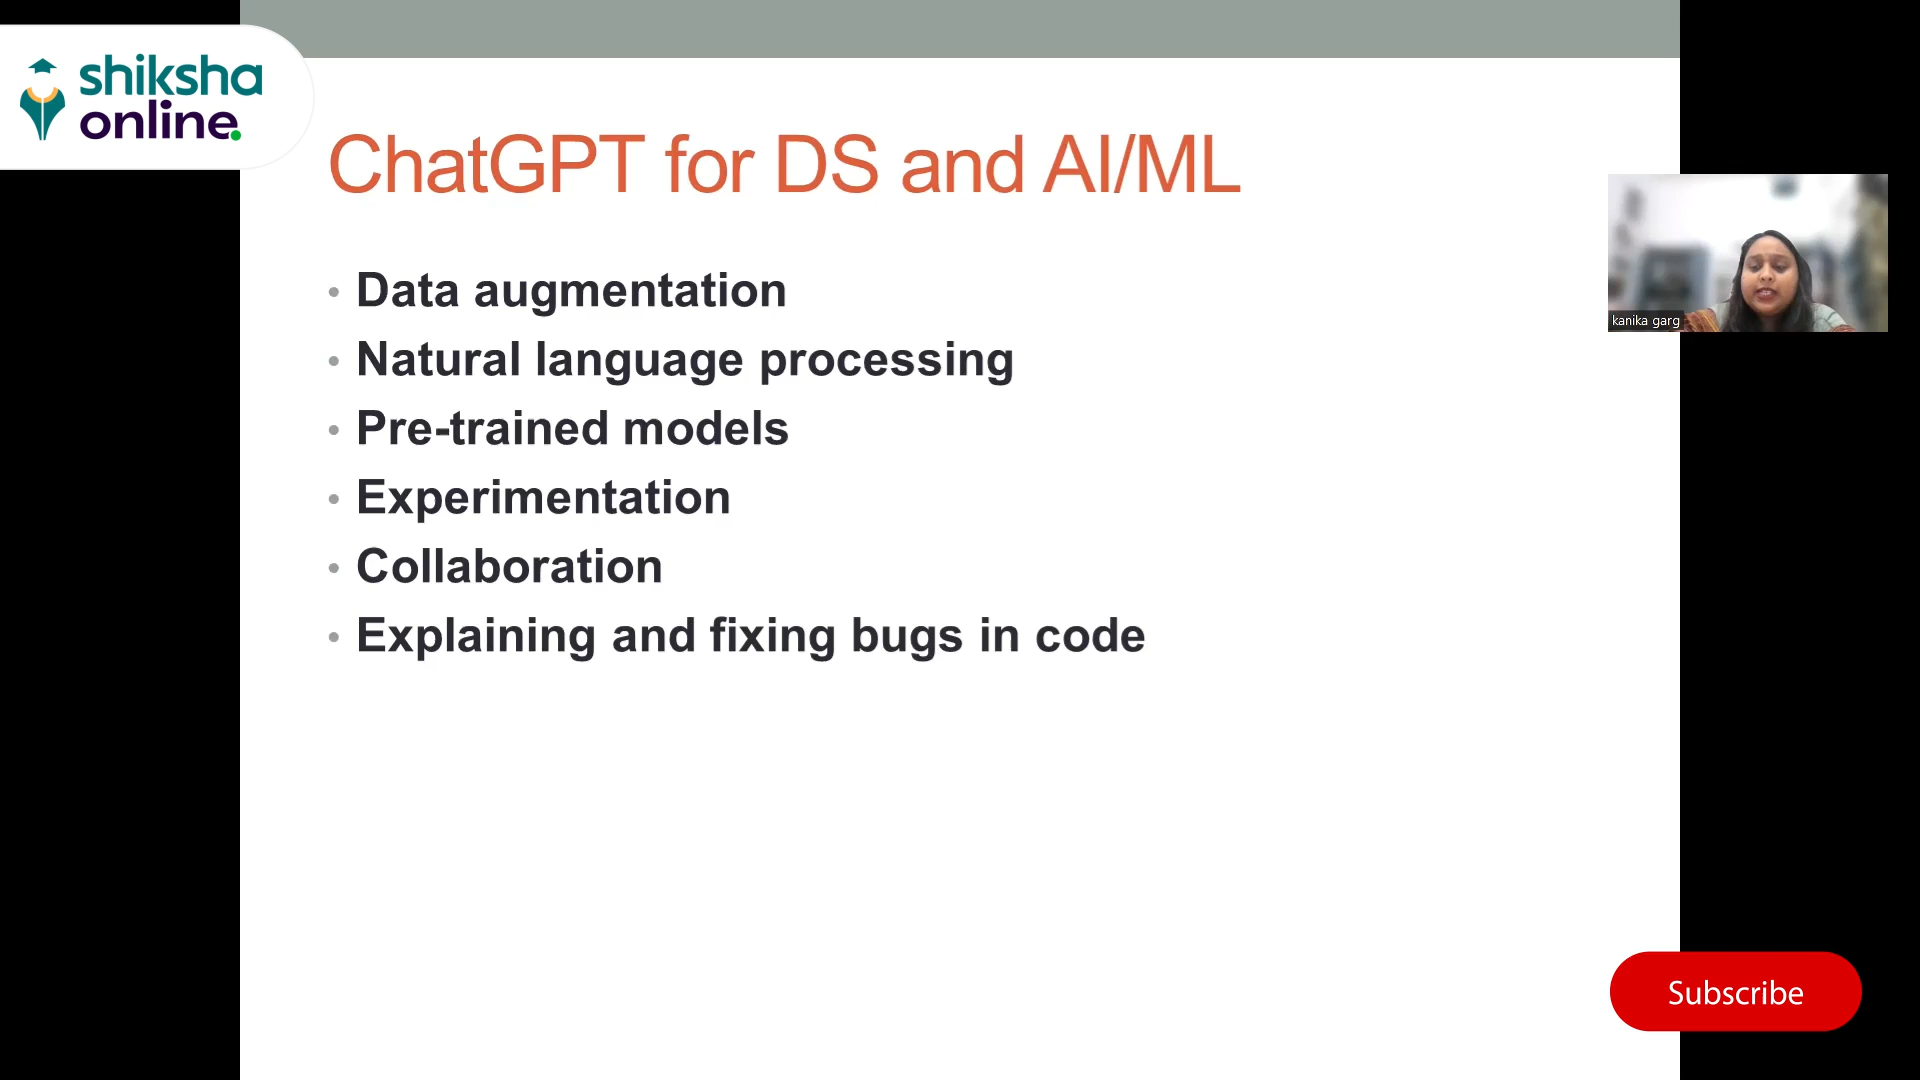 shiksha
online
ChatGPT for DS and AI/ML
• Data augmentation
• Natural language processing
• Pre-trained models
• Experimentation
• Collaboration
• Explaining and fixing bugs in code
kanika garg
Subscribe